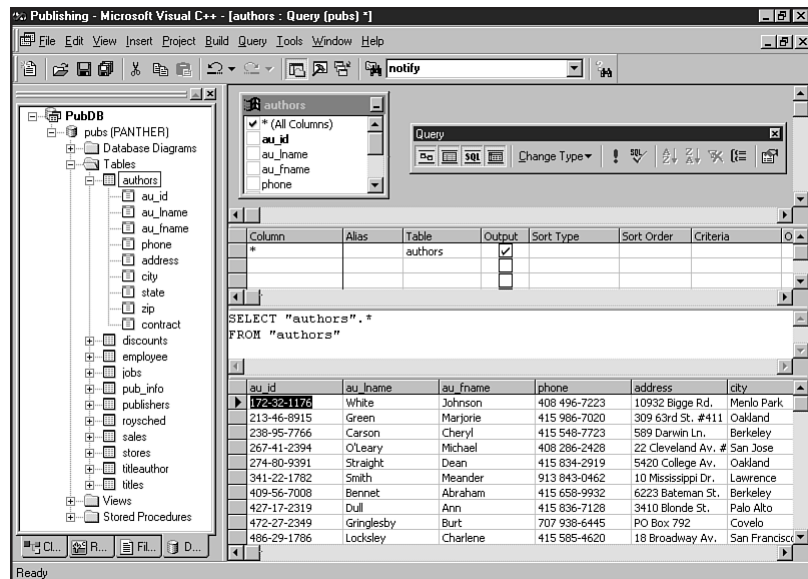 Publishing - Microsoft Visual C++ - [authors : Query (pubs) *]
File Edit View Insert Project Build Query Tools Window Help
notify
PubDB
pubs (PANTHER)
Database Diagrams
Tables
authors
au_id
au_lname
au_fname
phone
address
city
state
zip
contract
discounts
employee
jobs
pub_info
publishers
roysched
sales
stores
titleauthor
titles
Views
Stored Procedures
Cl... R... Fil... D...
authors
* (All Columns)
au_id
au_lname
au_fname
phone
Query
SQL Change Type SQL
Column Alias Table Output Sort Type Sort Order Criteria O
* authors
SELECT "authors".*
FROM "authors"
au_id au_lname au_fname phone address city
172-32-1176 White Johnson 408 496-7223 10932 Bigge Rd. Menlo Park
213-46-8915 Green Marjorie 415 986-7020 309 63rd St. #411 Oakland
238-95-7766 Carson Cheryl 415 548-7723 589 Darwin Ln. Berkeley
267-41-2394 O'Leary Michael 408 286-2428 22 Cleveland Av. # San Jose
274-80-9391 Straight Dean 415 834-2919 5420 College Av. Oakland
341-22-1782 Smith Meander 913 843-0462 10 Mississippi Dr. Lawrence
409-56-7008 Bennet Abraham 415 658-9932 6223 Bateman St. Berkeley
427-17-2319 Dull Ann 415 836-7128 3410 Blonde St. Palo Alto
472-27-2349 Gringlesby Burt 707 938-6445 PO Box 792 Covelo
486-29-1786 Locksley Charlene 415 585-4620 18 Broadway Av. San Francisc
Ready